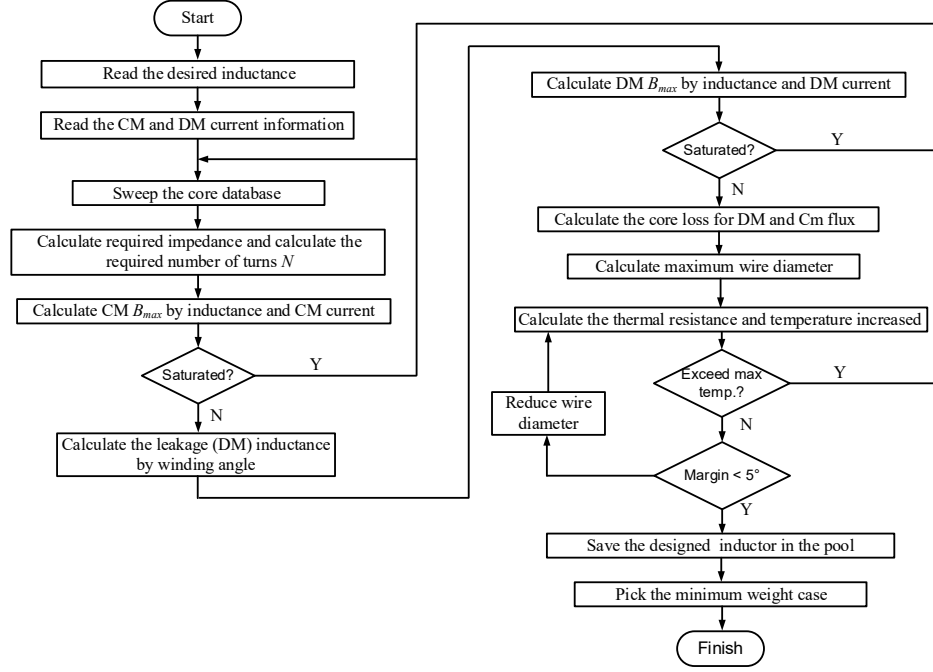 Start
Read the desired inductance
Read the CM and DM current information
Sweep the core database
Calculate required impedance and calculate the
required number of turns N
Calculate CM Bmax by inductance and CM current
Saturated?
Y
N
Calculate the leakage (DM) inductance
by winding angle
Calculate DM Bmax by inductance and DM current
Saturated?
Y
N
Calculate the core loss for DM and Cm flux
Calculate maximum wire diameter
Calculate the thermal resistance and temperature increased
Exceed max
temp.?
Y
N
Reduce wire
diameter
Margin < 5°
Y
Save the designed inductor in the pool
Pick the minimum weight case
Finish